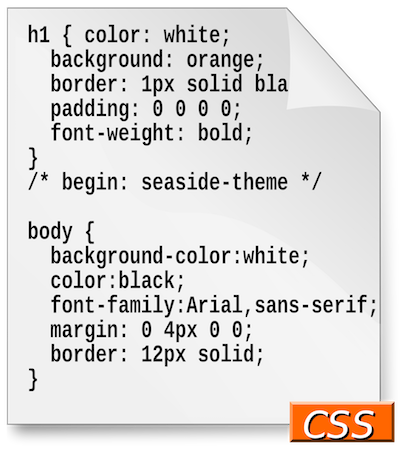 h1 { color: white;
background: orange;
border: 1px solid bla
padding: 0 0 0 0;
font-weight: bold;
}
/* begin: seaside-theme */
body {
background-color:white;
color:black;
font-family:Arial,sans-serif;
margin: 0 4px 0 0;
border: 12px solid;
}
CSS